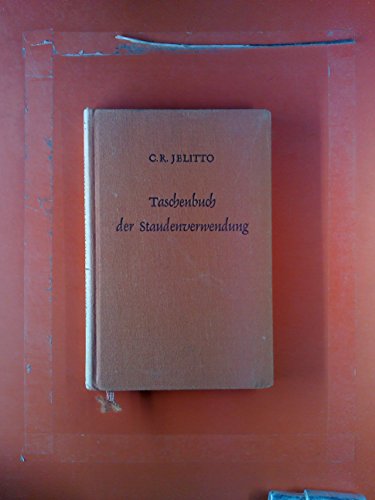 C.R. JELITTO
Taschenbuch
der Staudenverwendung